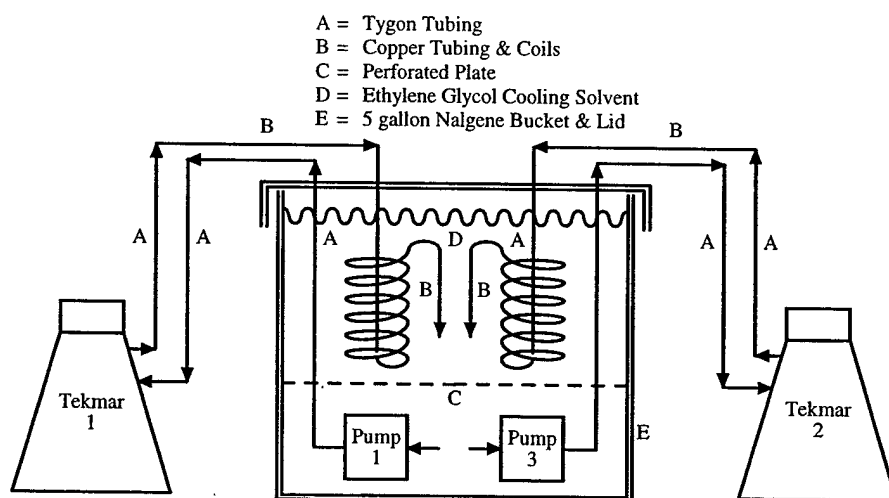 A = Tygon Tubing
B = Copper Tubing & Coils
C = Perforated Plate
D = Ethylene Glycol Cooling Solvent
E = 5 gallon Nalgene Bucket & Lid
B
B
A
A
A
D
A
A
A
B
B
C
Tekmar
1
Pump
1
Pump
3
E
Tekmar
2